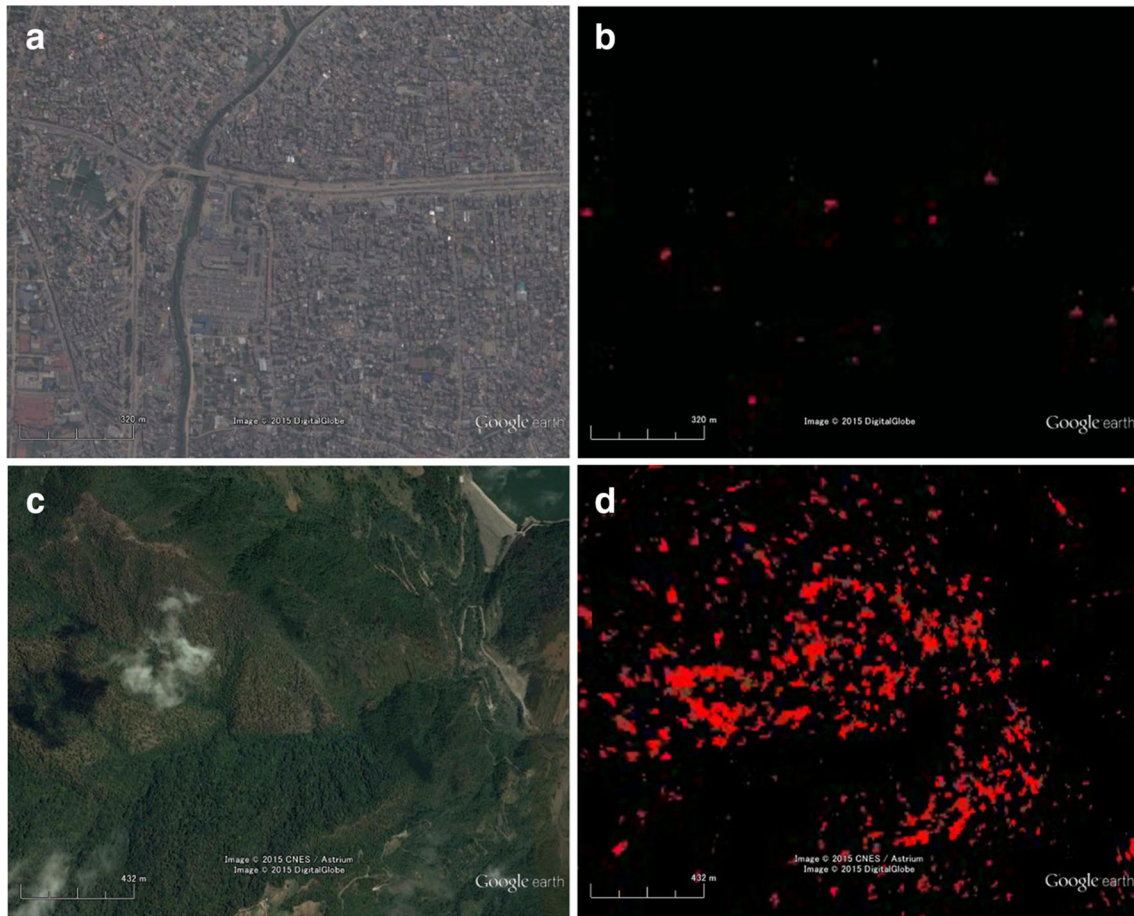 a
b
320 m
Image © 2015 DigitalGlobe
Google earth
320 m
Image © 2015 DigitalGlobe
Google earth
c
d
432 m
Image © 2015 CNES / Astrium
Image © 2015 DigitalGlobe
Google earth
432 m
Image © 2015 CNES / Astrium
Image © 2015 DigitalGlobe
Google earth